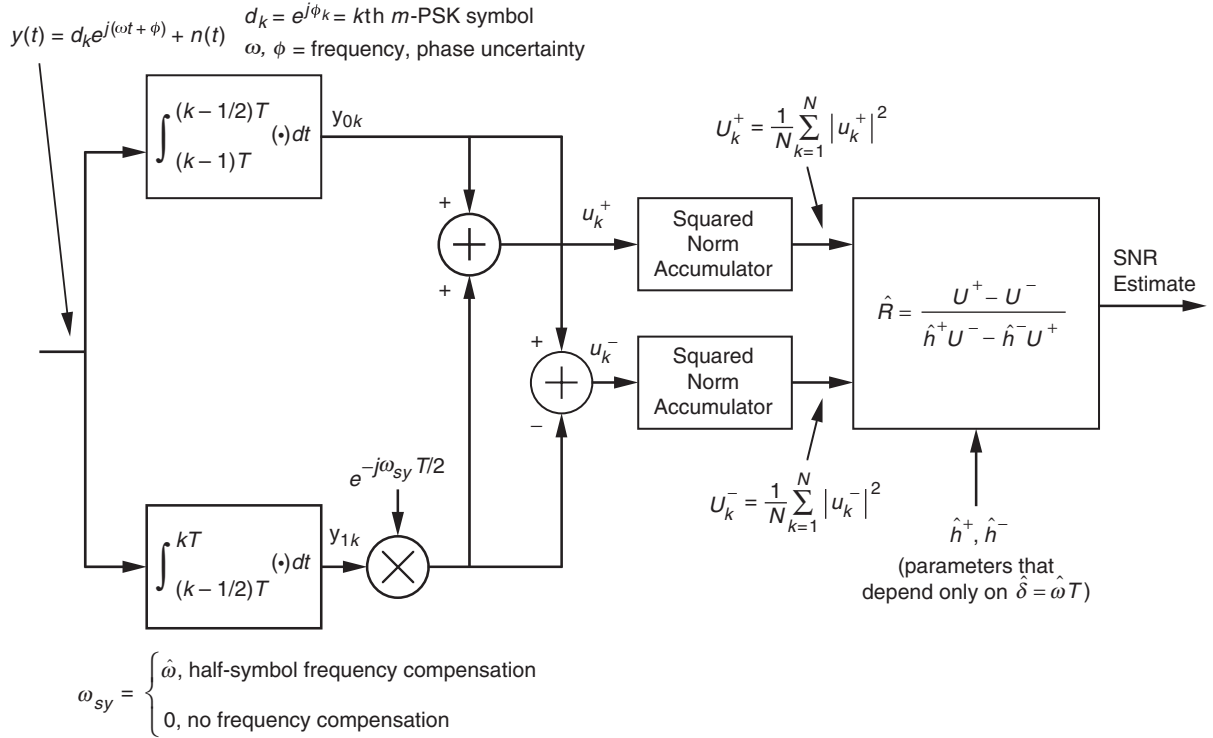 d_k = e^{jϕ_k} = kth m-PSK symbol
y(t) = d_k e^{j(ωt + ϕ)} + n(t)
ω, ϕ = frequency, phase uncertainty
∫_{(k – 1)T}^{(k – 1/2)T} (•)dt
y_{0k}
+
+
+
u_k^+
Squared
Norm
Accumulator
U_k^+ = 1/N ∑_{k=1}^{N} |u_k^+|^2
R̂ = (U^+ – U^–) / (ĥ^+ U^– – ĥ^– U^+)
SNR
Estimate
+
+
–
u_k^–
Squared
Norm
Accumulator
U_k^– = 1/N ∑_{k=1}^{N} |u_k^–|^2
ĥ^+, ĥ^–
(parameters that
depend only on δ̂ = ω̂T)
e^{–jω_{sy} T/2}
∫_{(k – 1/2)T}^{kT} (•)dt
y_{1k}
×
ω_{sy} = { ω̂, half-symbol frequency compensation
0, no frequency compensation